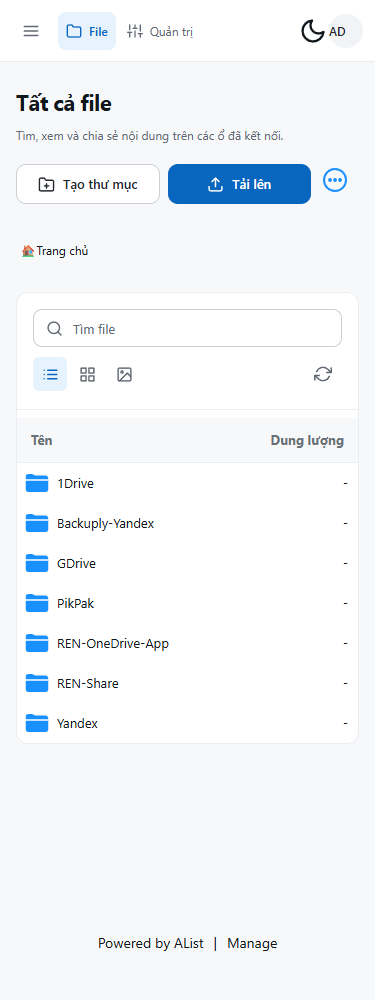 File
Quản trị
AD
Tất cả file
Tìm, xem và chia sẻ nội dung trên các ổ đã kết nối.
Tạo thư mục
Tải lên
Trang chủ
Tìm file
Tên
Dung lượng
1Drive
-
Backuply-Yandex
-
GDrive
-
PikPak
-
REN-OneDrive-App
-
REN-Share
-
Yandex
-
Powered by AList | Manage